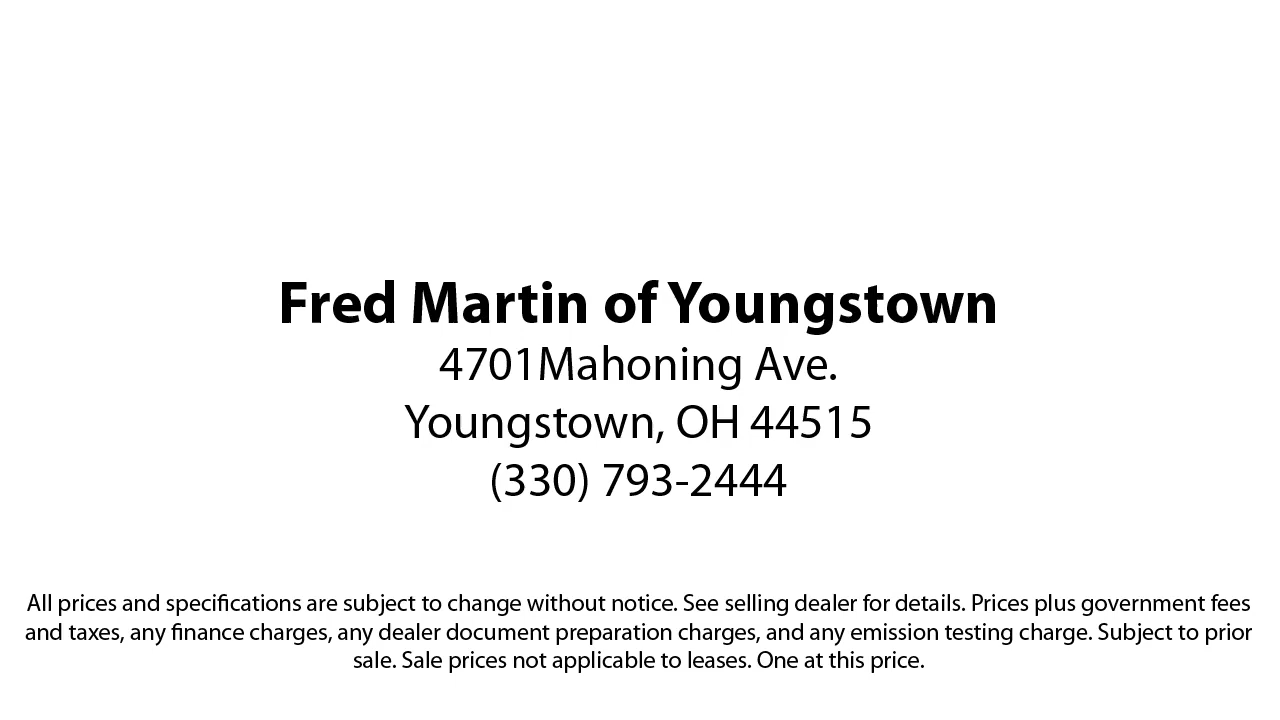 Fred Martin of Youngstown
4701Mahoning Ave.
Youngstown, OH 44515
(330) 793-2444
All prices and specifications are subject to change without notice. See selling dealer for details. Prices plus government fees
and taxes, any finance charges, any dealer document preparation charges, and any emission testing charge. Subject to prior
sale. Sale prices not applicable to leases. One at this price.